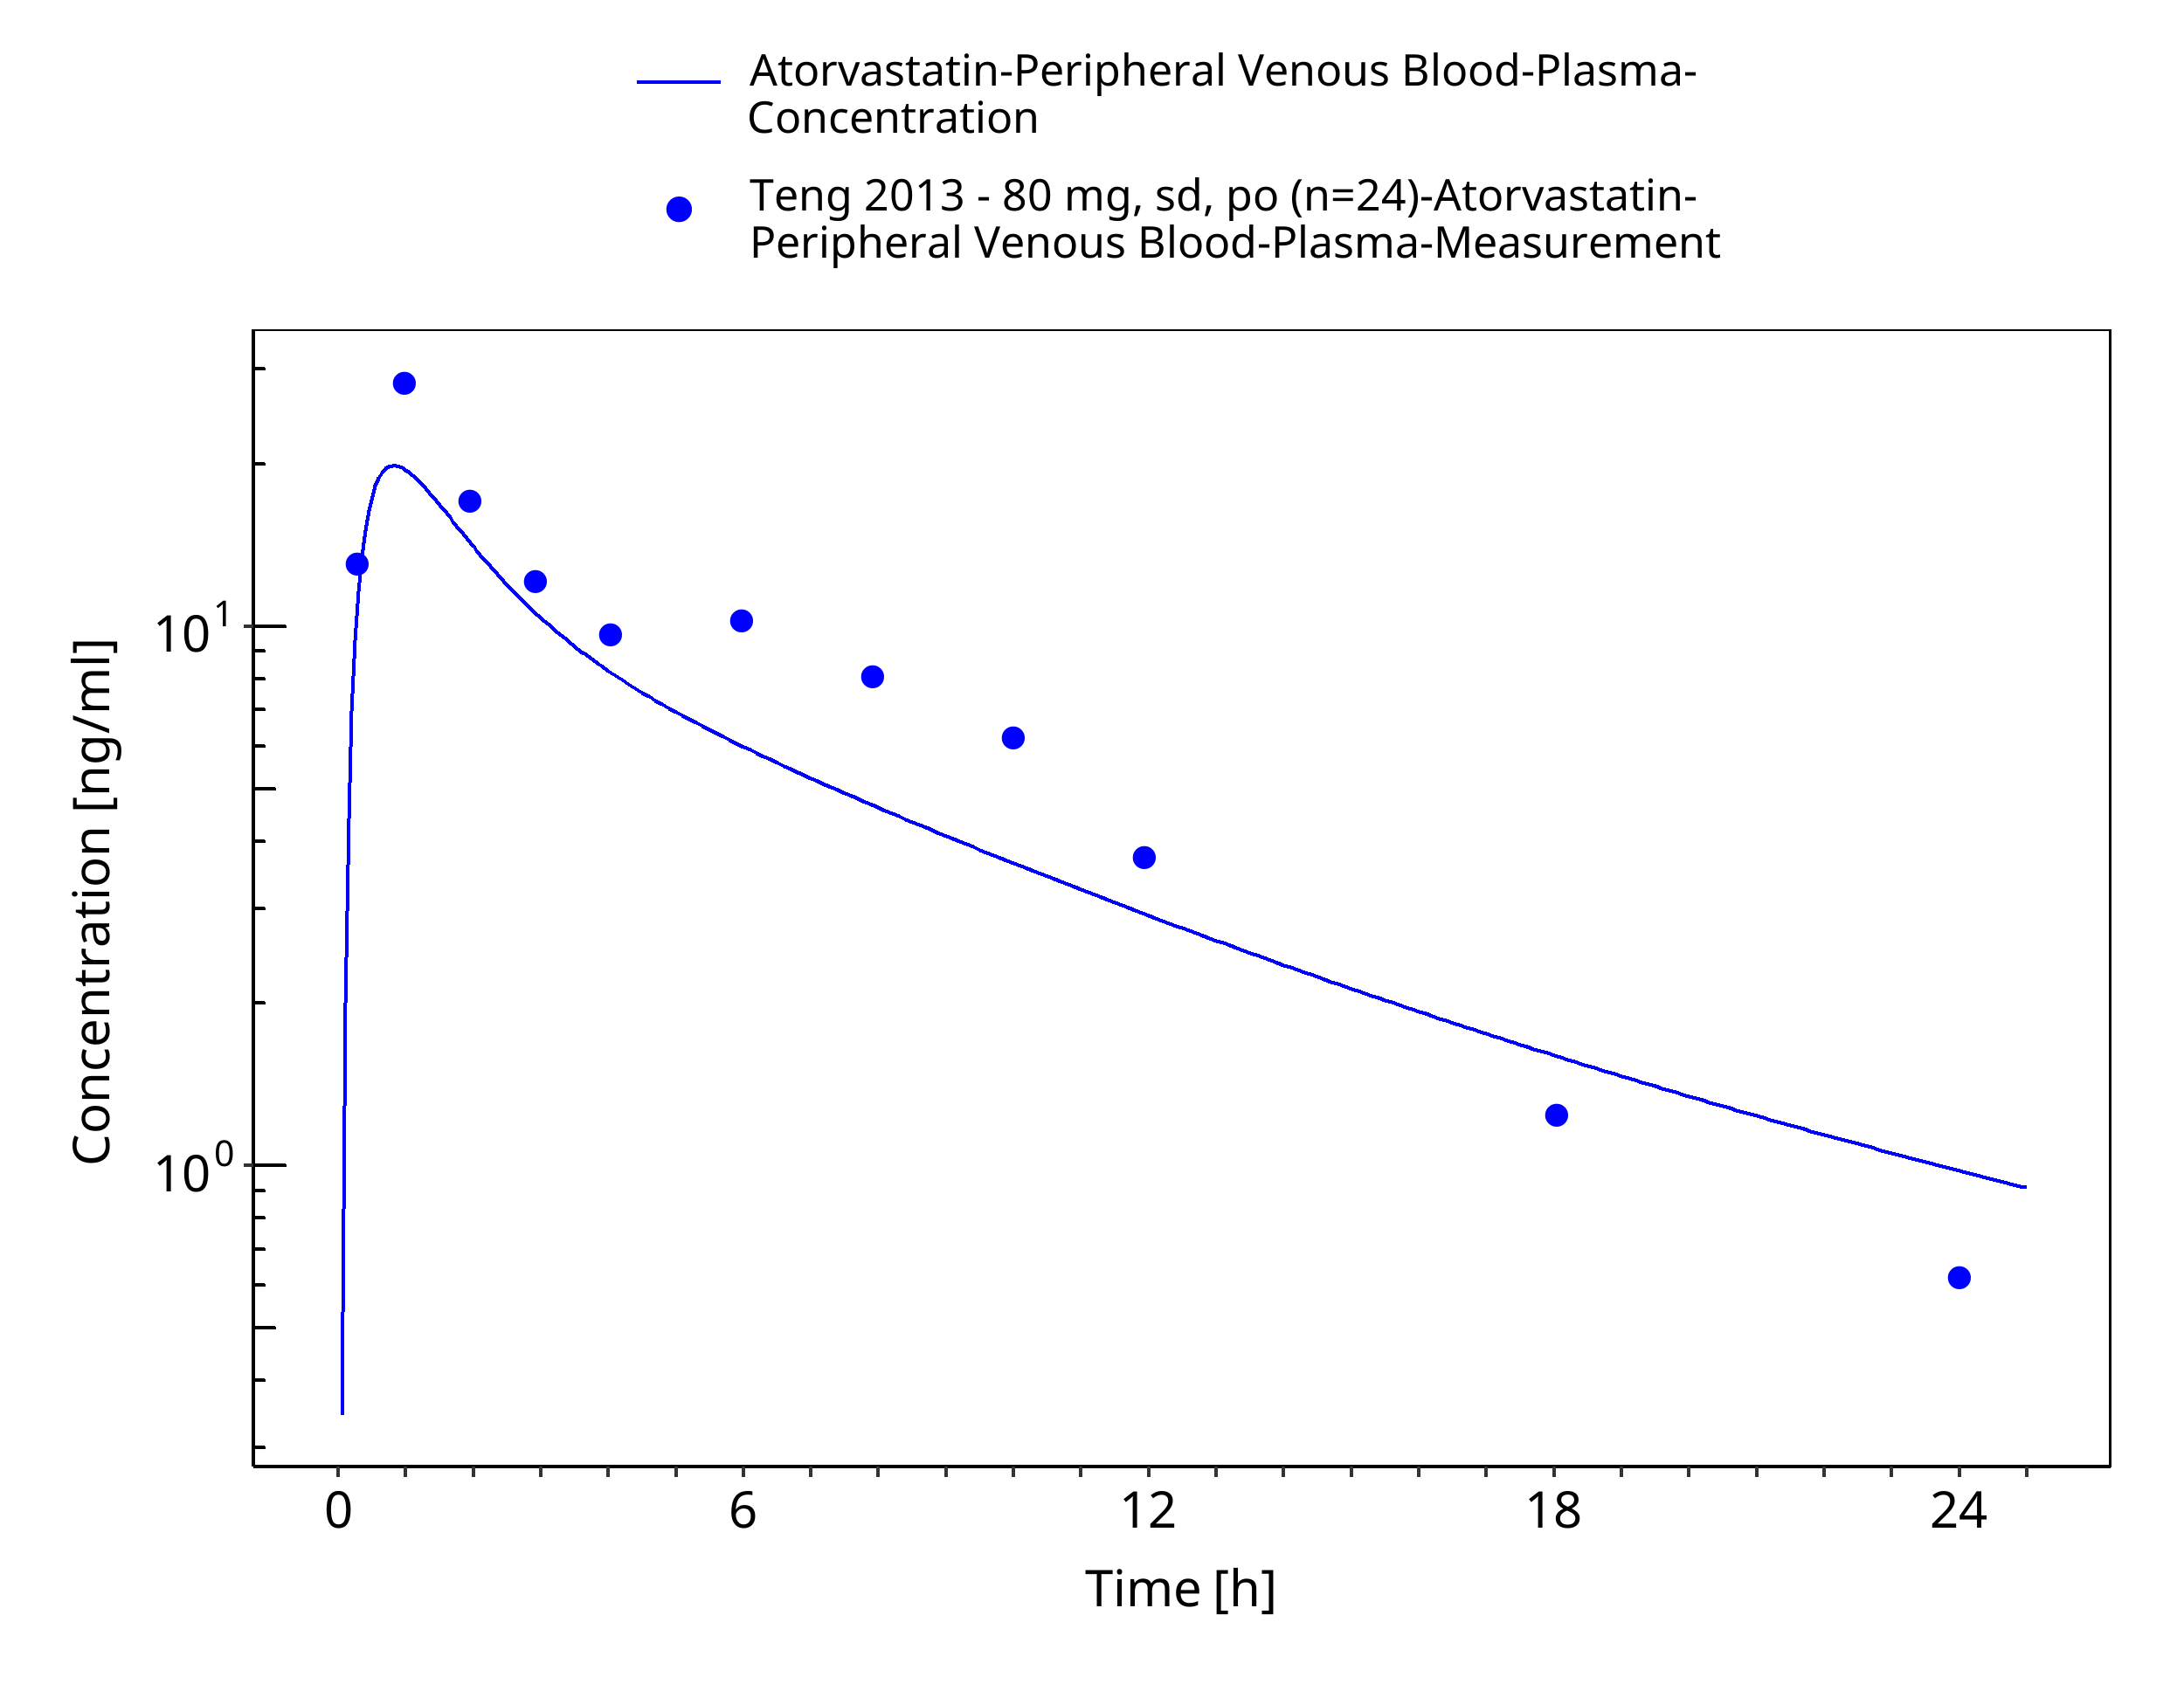 Atorvastatin-Peripheral Venous Blood-Plasma-
Concentration
Teng 2013 - 80 mg, sd, po (n=24)-Atorvastatin-
Peripheral Venous Blood-Plasma-Measurement
Concentration [ng/ml]
10^1
10^0
0 6 12 18 24
Time [h]